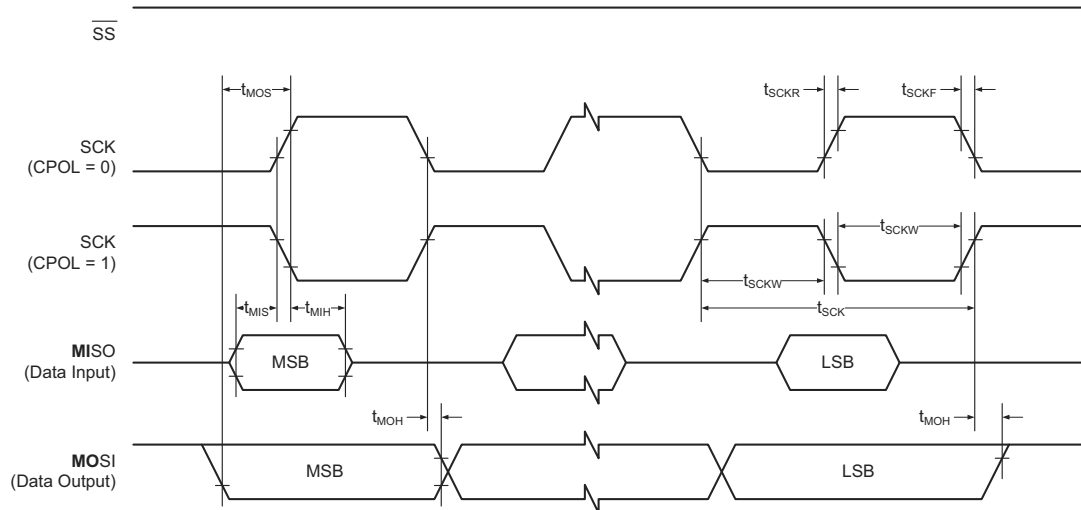 SS
tMOS
tSCKR
tSCKF
SCK
(CPOL = 0)
SCK
(CPOL = 1)
tSCKW
tSCKW
tMIS
tMIH
tSCK
MISO
(Data Input)
MSB
LSB
tMOH
tMOH
MOSI
(Data Output)
MSB
LSB